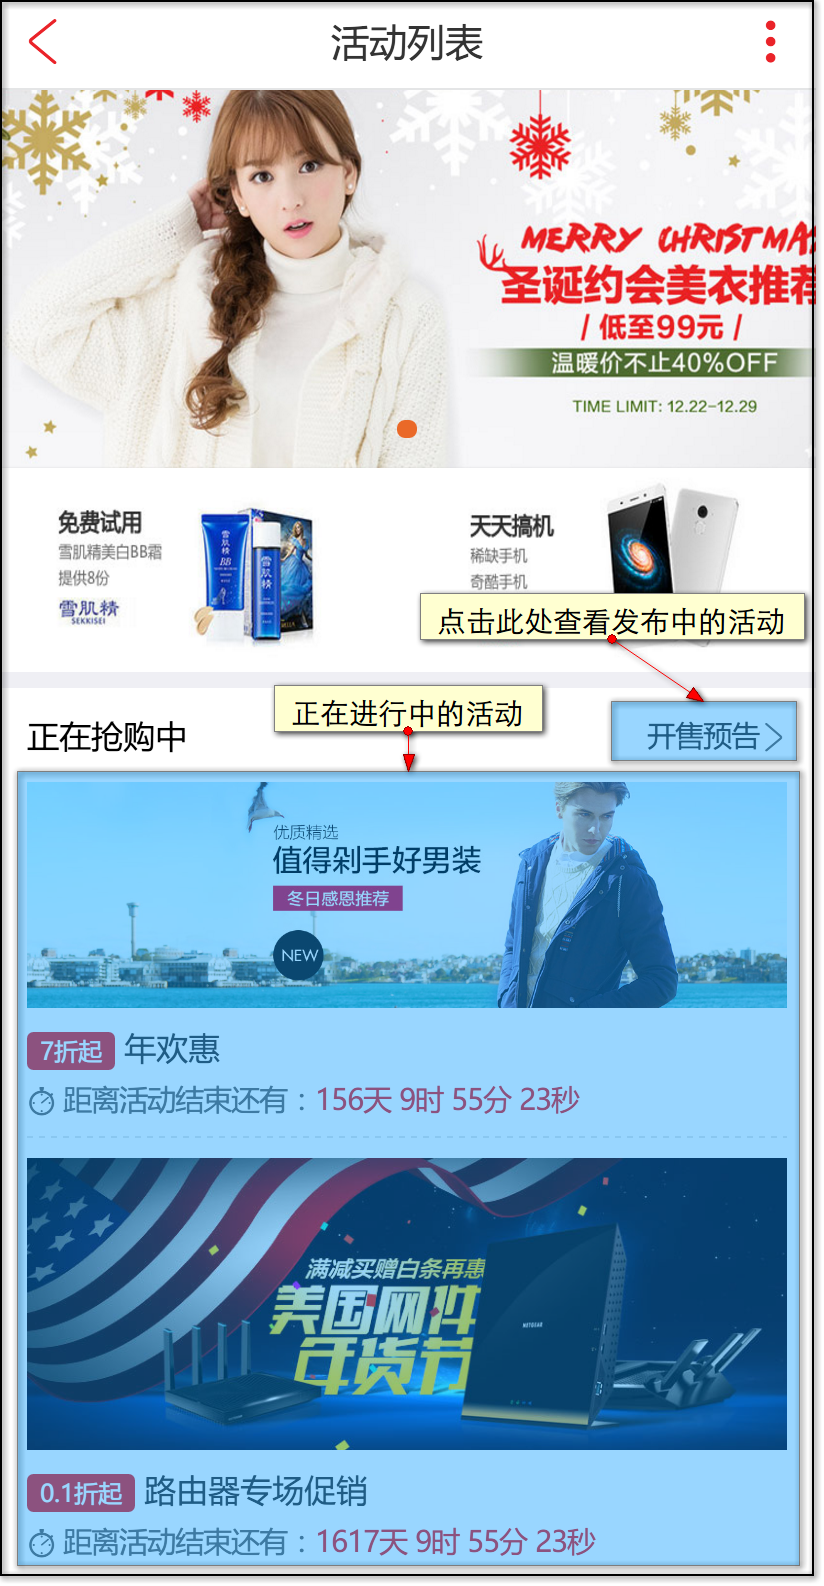 活动列表
MERRY CHRISTMA
圣诞约会美衣推荐
/ 低至99元 /
温暖价不止40%OFF
TIME LIMIT: 12.22-12.29
免费试用
雪肌精美白BB霜
提供8份
雪肌精
SEKKISEI
雪肌精
BB
雪肌精
天天搞机
稀缺手机
奇酷手机
点击此处查看发布中的活动
正在进行中的活动
正在抢购中
开售预告
优质精选
值得剁手好男装
冬日感恩推荐
NEW
7折起 年欢惠
距离活动结束还有：156天 9时 55分 23秒
满减买赠白条再惠
美国网件
年货节
NETGEAR
0.1折起 路由器专场促销
距离活动结束还有：1617天 9时 55分 23秒